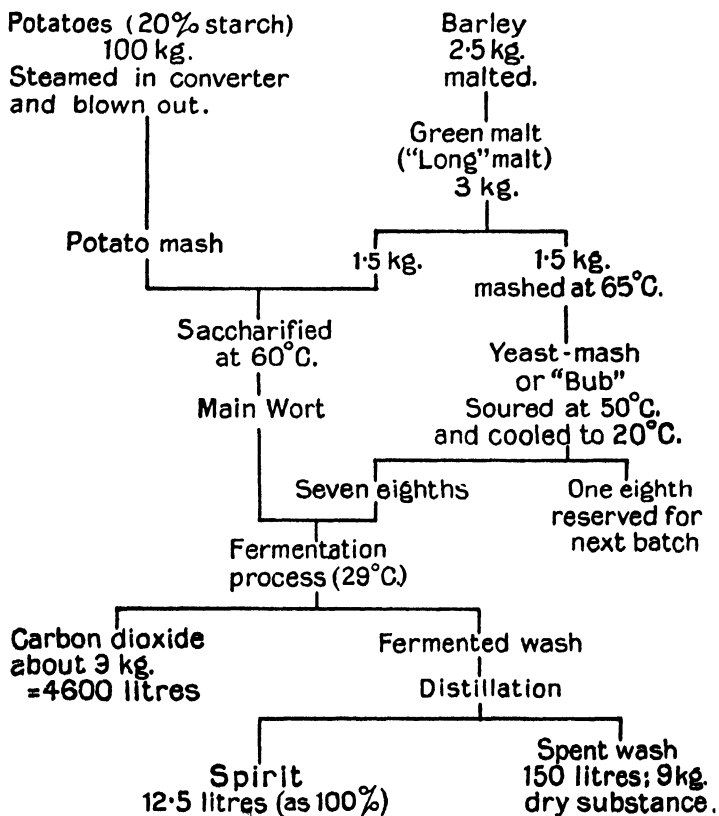 Potatoes (20% starch)
100 kg.
Steamed in converter
and blown out.
Barley
2·5 kg.
malted.
Green malt
("Long" malt)
3 kg.
Potato mash
1·5 kg.
1·5 kg.
mashed at 65°C.
Saccharified
at 60°C.
Main Wort
Yeast-mash
or "Bub"
Soured at 50°C.
and cooled to 20°C.
Seven eighths
One eighth
reserved for
next batch
Fermentation
process (29°C.)
Carbon dioxide
about 9 kg.
=4600 litres
Fermented wash
Distillation
Spirit
12·5 litres (as 100%)
Spent wash
150 litres; 9kg.
dry substance.